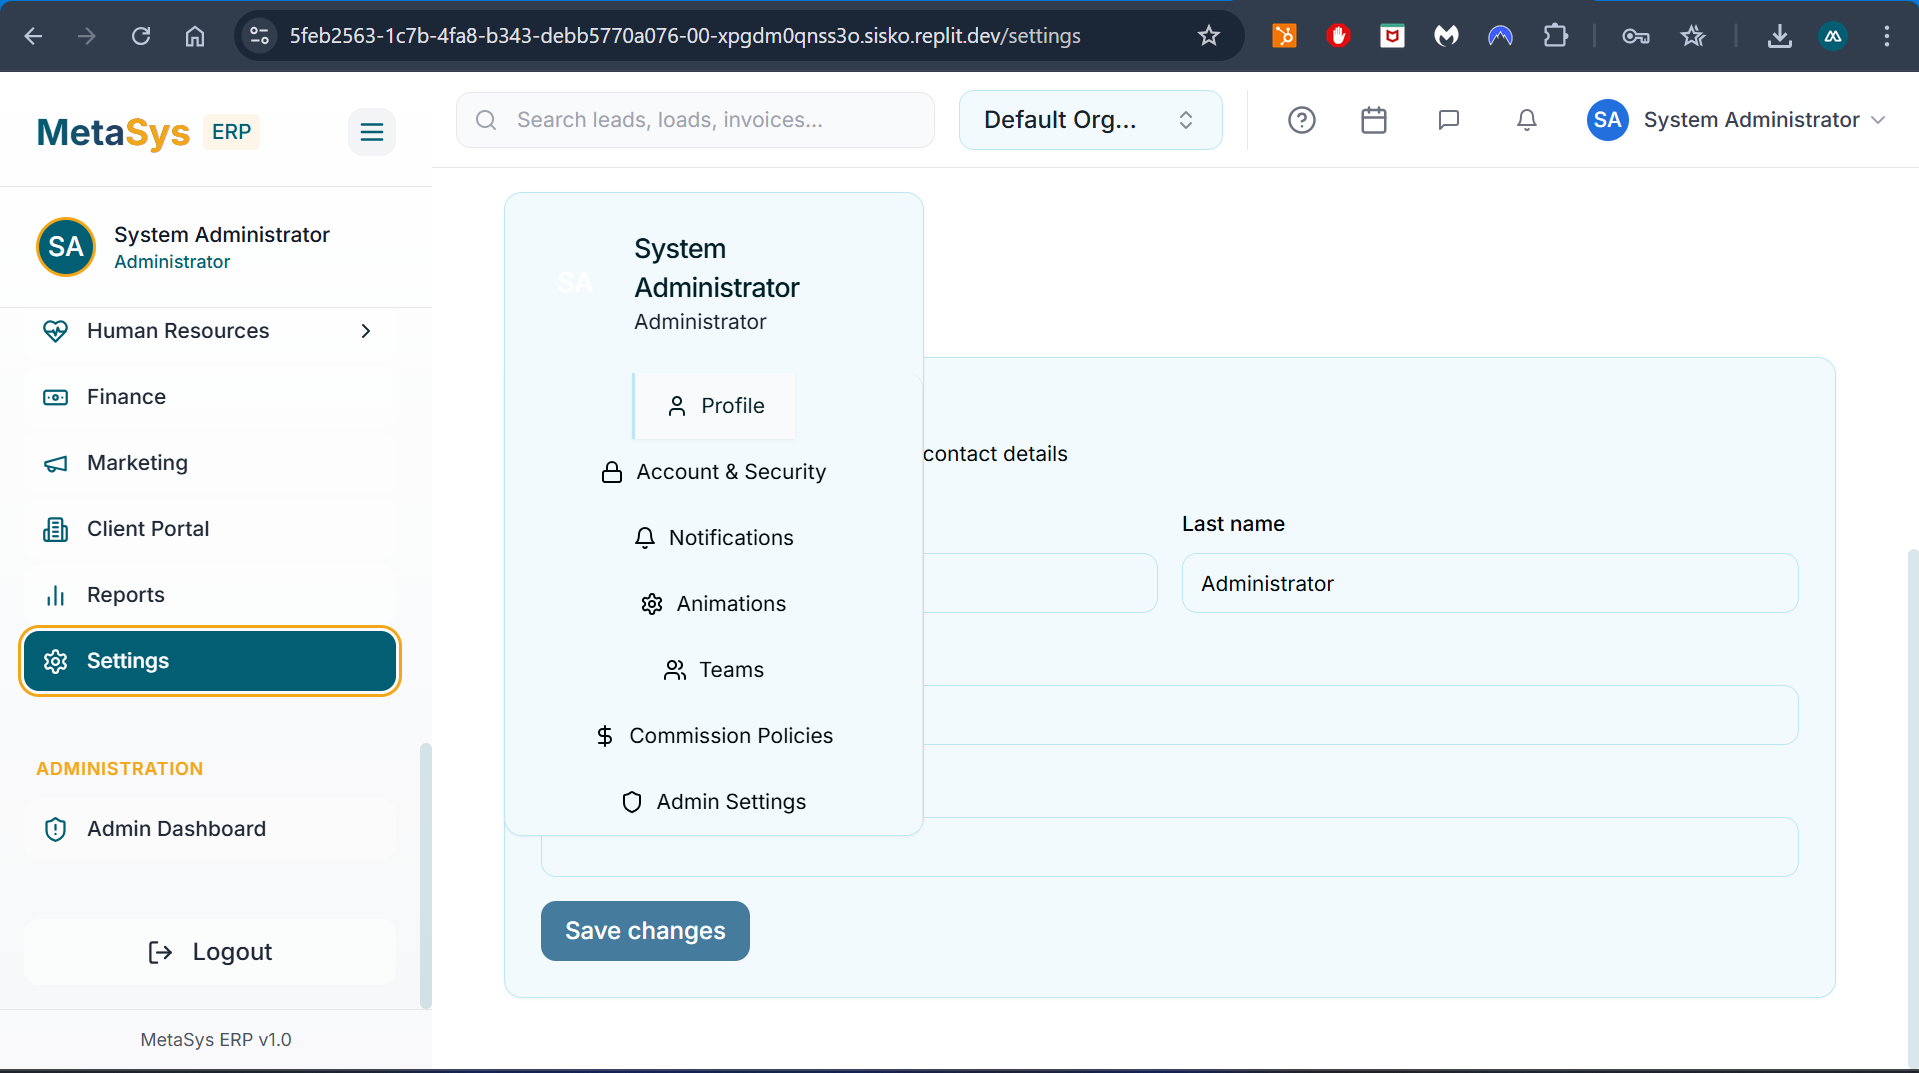 5feb2563-1c7b-4fa8-b343-debb5770a076-00-xpgdm0qnss3o.sisko.replit.dev/settings
MetaSys ERP
Search leads, loads, invoices...
Default Org...
SA System Administrator
SA
System Administrator
Administrator
Human Resources
Finance
Marketing
Client Portal
Reports
Settings
ADMINISTRATION
Admin Dashboard
Logout
MetaSys ERP v1.0
SA
System
Administrator
Administrator
Profile
Account & Security
Notifications
Animations
Teams
Commission Policies
Admin Settings
contact details
Last name
Administrator
Save changes